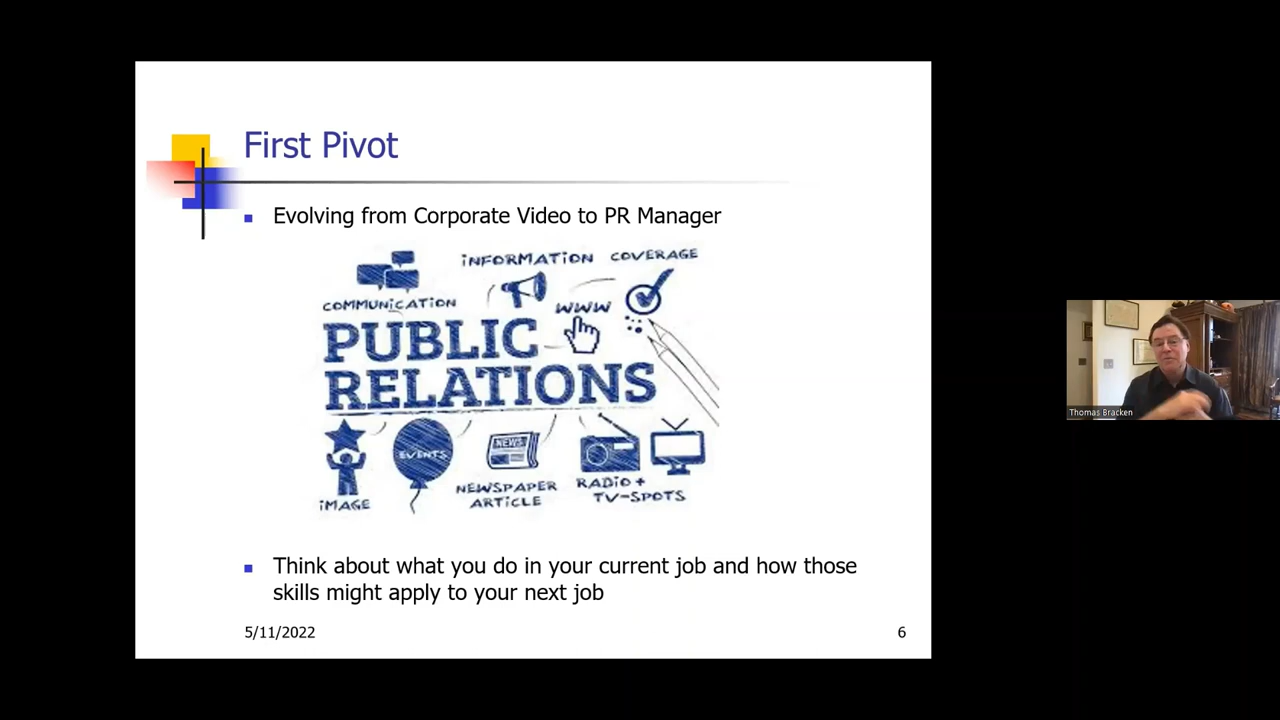 First Pivot
Evolving from Corporate Video to PR Manager
iNFORMATION COVERAGE
COMMUNiCATION
WWW
PUBLIC
RELATIONS
EVENTS
NEWS
iMAGE
NEWSPAPER
ARTiCLE
RADiO +
TV-SPOTS
Think about what you do in your current job and how those
skills might apply to your next job
5/11/2022
6
Thomas Bracken